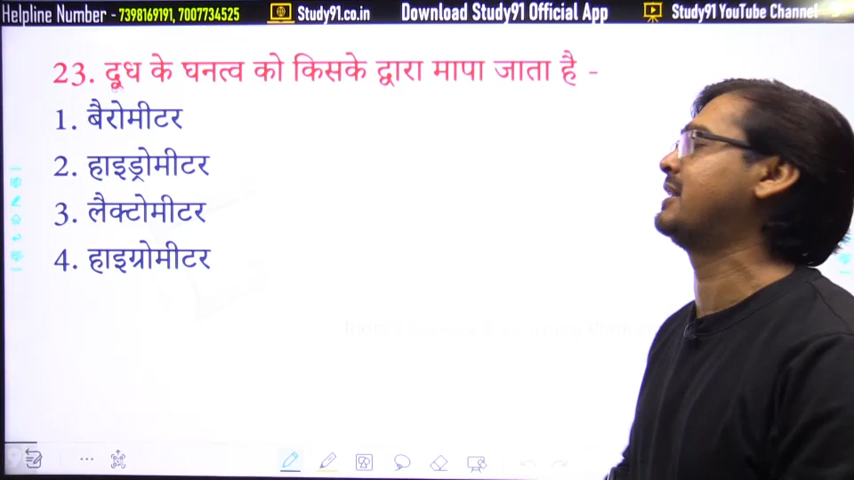 Helpline Number - 7398169191, 7007734525 Study91.co.in Download Study91 Official App Study91 YouTube Channel
23. दूध के घनत्व को किसके द्वारा मापा जाता है -
1. बैरोमीटर
2. हाइड्रोमीटर
3. लैक्टोमीटर
4. हाइग्रोमीटर